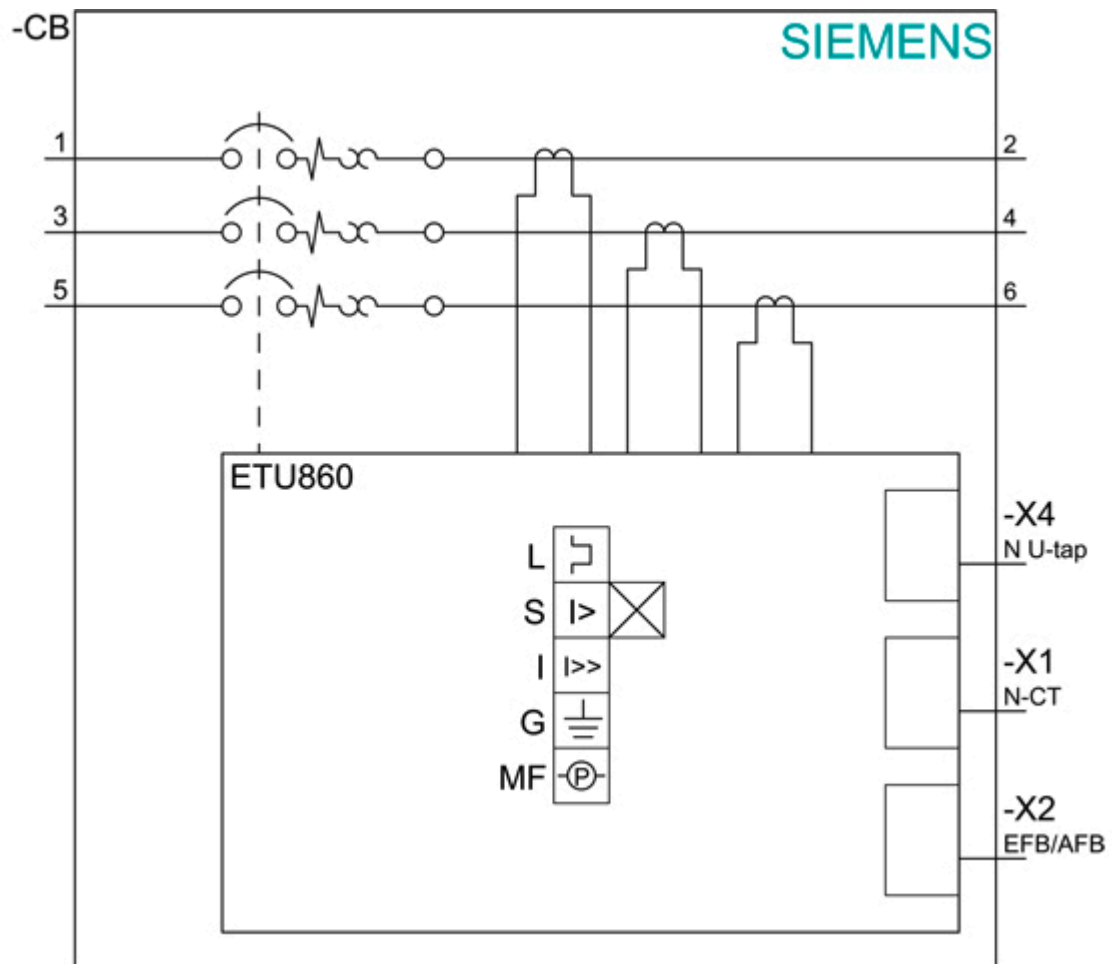 -CB
SIEMENS
1
2
3
4
5
6
ETU860
L
S I>
I I>>
G
MF P
-X4
N U-tap
-X1
N-CT
-X2
EFB/AFB